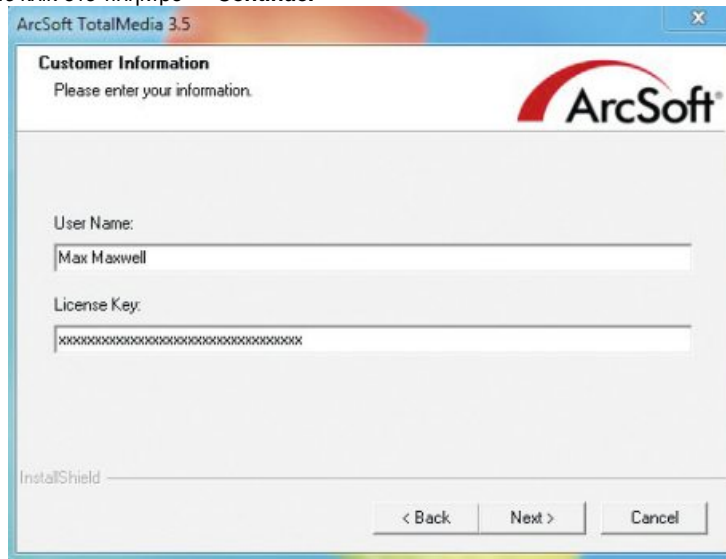 ArcSoft TotalMedia 3.5
Customer Information
Please enter your information.
ArcSoft®
User Name:
Max Maxwell
License Key:
xxxxxxxxxxxxxxxxxxxxxxxxxxxxxxxxxx
InstallShield
< Back Next > Cancel